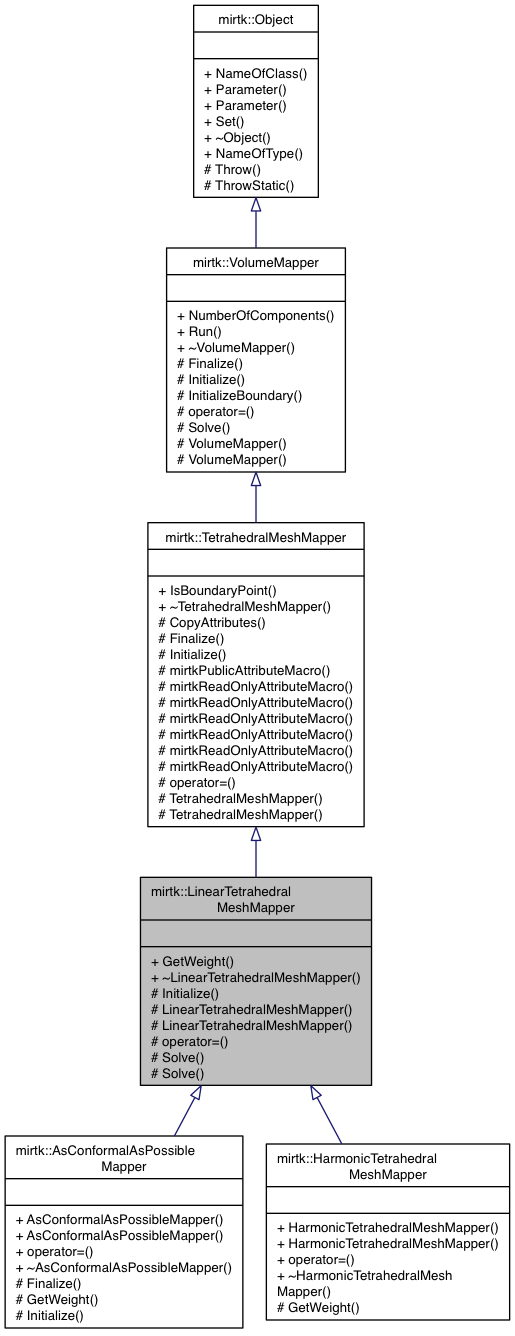 mirtk::Object
+ NameOfClass()
+ Parameter()
+ Parameter()
+ Set()
+ ~Object()
+ NameOfType()
# Throw()
# ThrowStatic()
mirtk::VolumeMapper
+ NumberOfComponents()
+ Run()
+ ~VolumeMapper()
# Finalize()
# Initialize()
# InitializeBoundary()
# operator=()
# Solve()
# VolumeMapper()
# VolumeMapper()
mirtk::TetrahedralMeshMapper
+ IsBoundaryPoint()
+ ~TetrahedralMeshMapper()
# CopyAttributes()
# Finalize()
# Initialize()
# mirtkPublicAttributeMacro()
# mirtkReadOnlyAttributeMacro()
# mirtkReadOnlyAttributeMacro()
# mirtkReadOnlyAttributeMacro()
# mirtkReadOnlyAttributeMacro()
# mirtkReadOnlyAttributeMacro()
# mirtkReadOnlyAttributeMacro()
# operator=()
# TetrahedralMeshMapper()
# TetrahedralMeshMapper()
mirtk::LinearTetrahedral
MeshMapper
+ GetWeight()
+ ~LinearTetrahedralMeshMapper()
# Initialize()
# LinearTetrahedralMeshMapper()
# LinearTetrahedralMeshMapper()
# operator=()
# Solve()
# Solve()
mirtk::AsConformalAsPossible
Mapper
+ AsConformalAsPossibleMapper()
+ AsConformalAsPossibleMapper()
+ operator=()
+ ~AsConformalAsPossibleMapper()
# Finalize()
# GetWeight()
# Initialize()
mirtk::HarmonicTetrahedral
MeshMapper
+ HarmonicTetrahedralMeshMapper()
+ HarmonicTetrahedralMeshMapper()
+ operator=()
+ ~HarmonicTetrahedralMesh
Mapper()
# GetWeight()